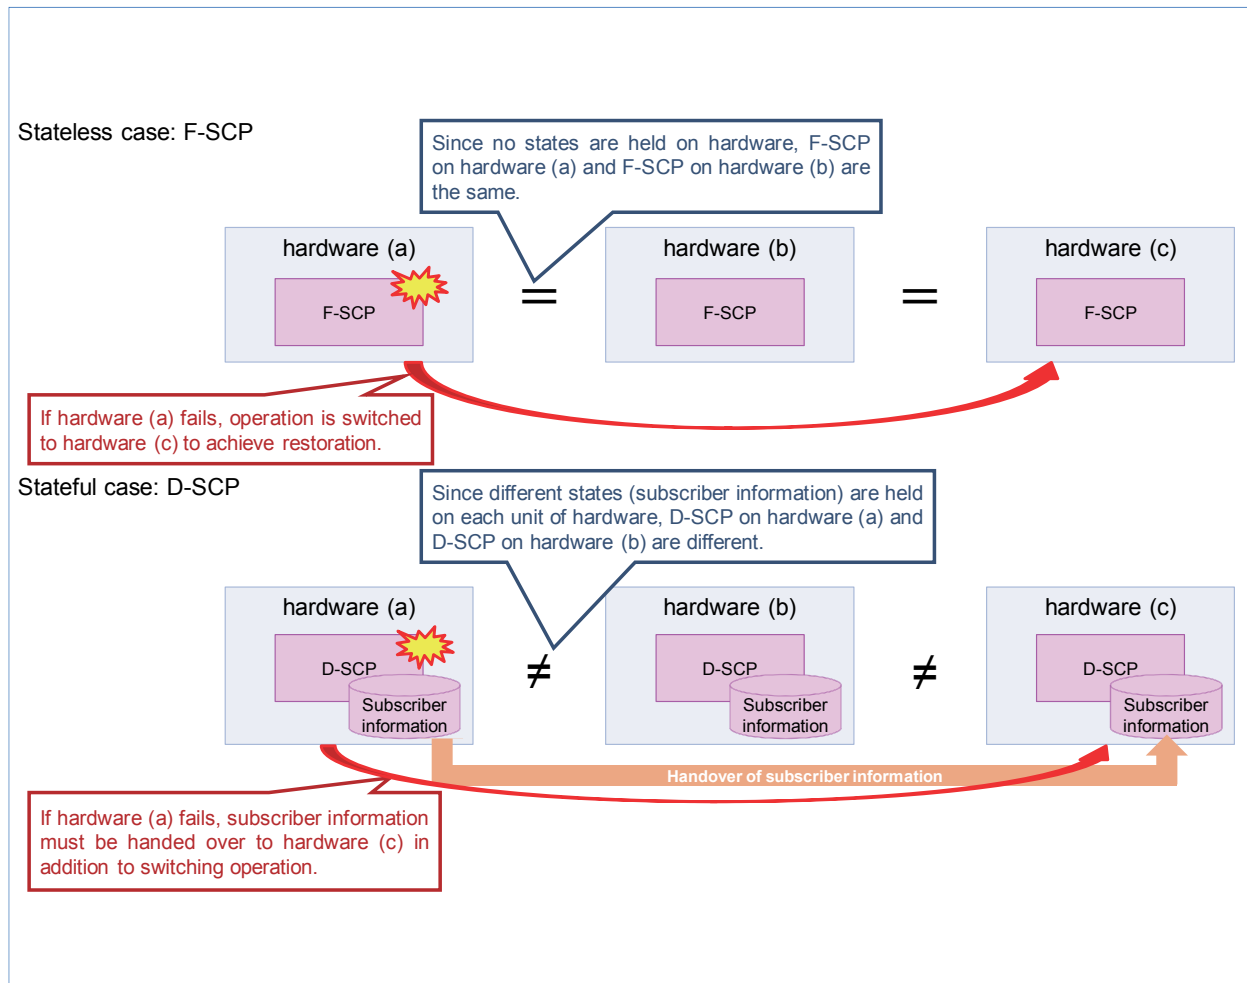 Stateless case: F-SCP
Since no states are held on hardware, F-SCP
on hardware (a) and F-SCP on hardware (b) are
the same.
hardware (a)
hardware (b)
hardware (c)
F-SCP
=
F-SCP
=
F-SCP
If hardware (a) fails, operation is switched
to hardware (c) to achieve restoration.
Stateful case: D-SCP
Since different states (subscriber information) are held
on each unit of hardware, D-SCP on hardware (a) and
D-SCP on hardware (b) are different.
hardware (a)
hardware (b)
hardware (c)
D-SCP
≠
D-SCP
≠
D-SCP
Subscriber
information
Subscriber
information
Subscriber
information
Handover of subscriber information
If hardware (a) fails, subscriber information
must be handed over to hardware (c) in
addition to switching operation.